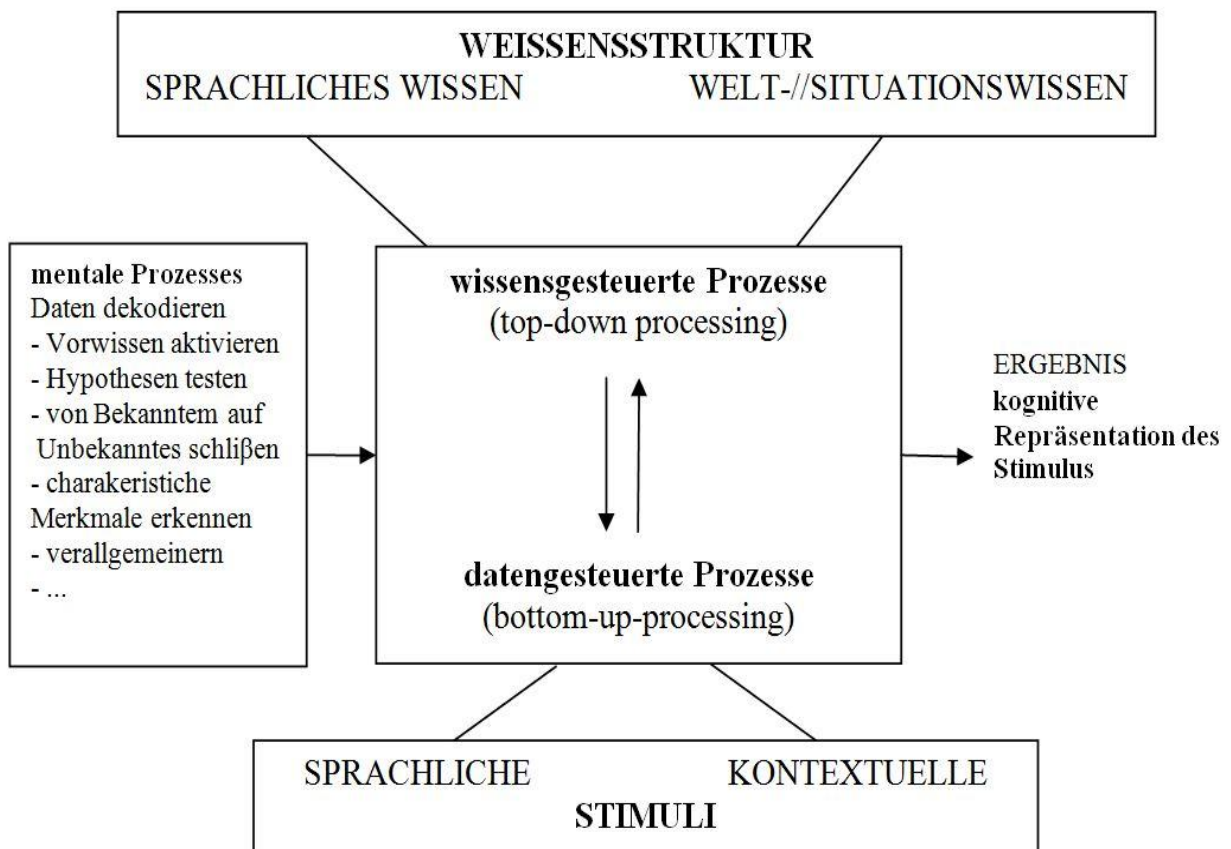 WEISSENSSTRUKTUR
SPRACHLICHES WISSEN WELT-//SITUATIONSWISSEN
mentale Prozesses
Daten dekodieren
- Vorwissen aktivieren
- Hypothesen testen
- von Bekanntem auf
Unbekanntes schlißen
- charakeristiche
Merkmale erkennen
- verallgemeinern
- ...
wissensgesteuerte Prozesse
(top-down processing)
datengesteuerte Prozesse
(bottom-up-processing)
ERGEBNIS
kognitive
Repräsentation des
Stimulus
SPRACHLICHE KONTEXTUELLE
STIMULI